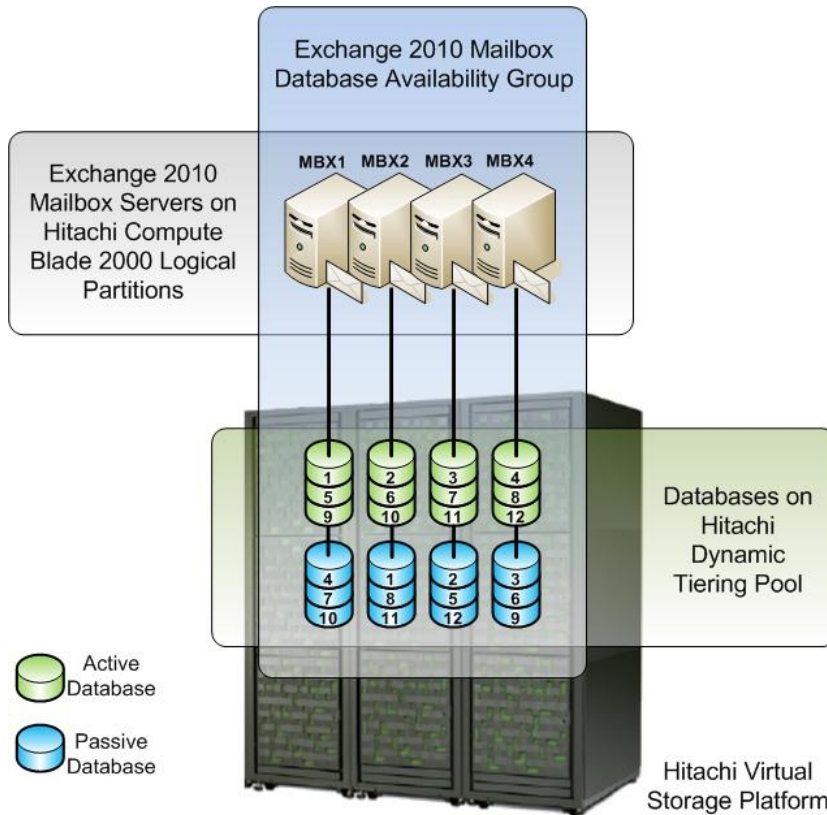 Exchange 2010 Mailbox
Database Availability Group
MBX1 MBX2 MBX3 MBX4
Exchange 2010
Mailbox Servers on
Hitachi Compute
Blade 2000 Logical
Partitions
1 2 3 4
5 6 7 8
9 10 11 12
4 1 2 3
7 8 5 6
10 11 12 9
Databases on
Hitachi
Dynamic
Tiering Pool
Active
Database
Passive
Database
Hitachi Virtual
Storage Platform